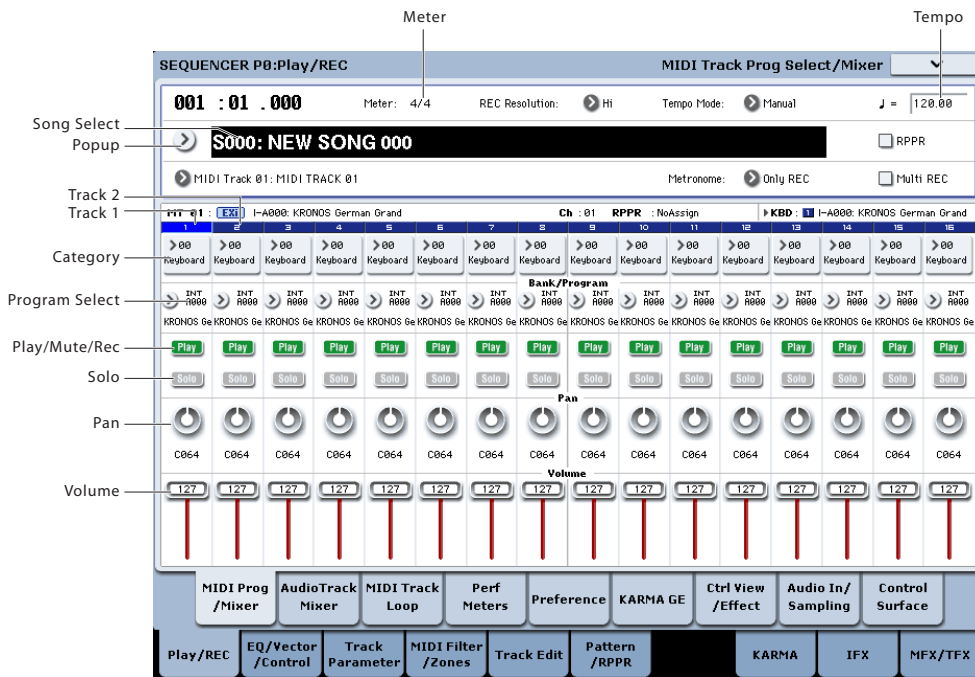 Meter
Tempo
SEQUENCER P0:Play/REC MIDI Track Prog Select/Mixer
001 :01 .000 Meter: 4/4 REC Resolution: Hi Tempo Mode: Manual ♩ = 120.00
Song Select
Popup
S000: NEW SONG 000 RPPR
MIDI Track 01: MIDI TRACK 01 Metronome: Only REC Multi REC
Track 2
Track 1
MT 01 : EXi I-A000: KRONOS German Grand Ch :01 RPPR :NoAssign KBD: 1 I-A000: KRONOS German Grand
1 2 3 4 5 6 7 8 9 10 11 12 13 14 15 16
Category
00 00 00 00 00 00 00 00 00 00 00 00 00 00 00 00
Keyboard Keyboard Keyboard Keyboard Keyboard Keyboard Keyboard Keyboard Keyboard Keyboard Keyboard Keyboard Keyboard Keyboard Keyboard Keyboard
Bank/Program
Program Select
INT INT INT INT INT INT INT INT INT INT INT INT INT INT INT INT
A000 A000 A000 A000 A000 A000 A000 A000 A000 A000 A000 A000 A000 A000 A000 A000
KRONOS Ge KRONOS Ge KRONOS Ge KRONOS Ge KRONOS Ge KRONOS Ge KRONOS Ge KRONOS Ge KRONOS Ge KRONOS Ge KRONOS Ge KRONOS Ge KRONOS Ge KRONOS Ge KRONOS Ge KRONOS Ge
Play/Mute/Rec
Play Play Play Play Play Play Play Play Play Play Play Play Play Play Play Play
Solo
Solo Solo Solo Solo Solo Solo Solo Solo Solo Solo Solo Solo Solo Solo Solo Solo
Pan
Pan
C064 C064 C064 C064 C064 C064 C064 C064 C064 C064 C064 C064 C064 C064 C064 C064
Volume
Volume
127 127 127 127 127 127 127 127 127 127 127 127 127 127 127 127
MIDI Prog AudioTrack MIDI Track Perf Preference KARMA GE Ctrl View Audio In/ Control
/Mixer Mixer Loop Meters /Effect Sampling Surface
Play/REC EQ/Vector Track MIDI Filter Track Edit Pattern KARMA IFX MFX/TFX
/Control Parameter /Zones /RPPR